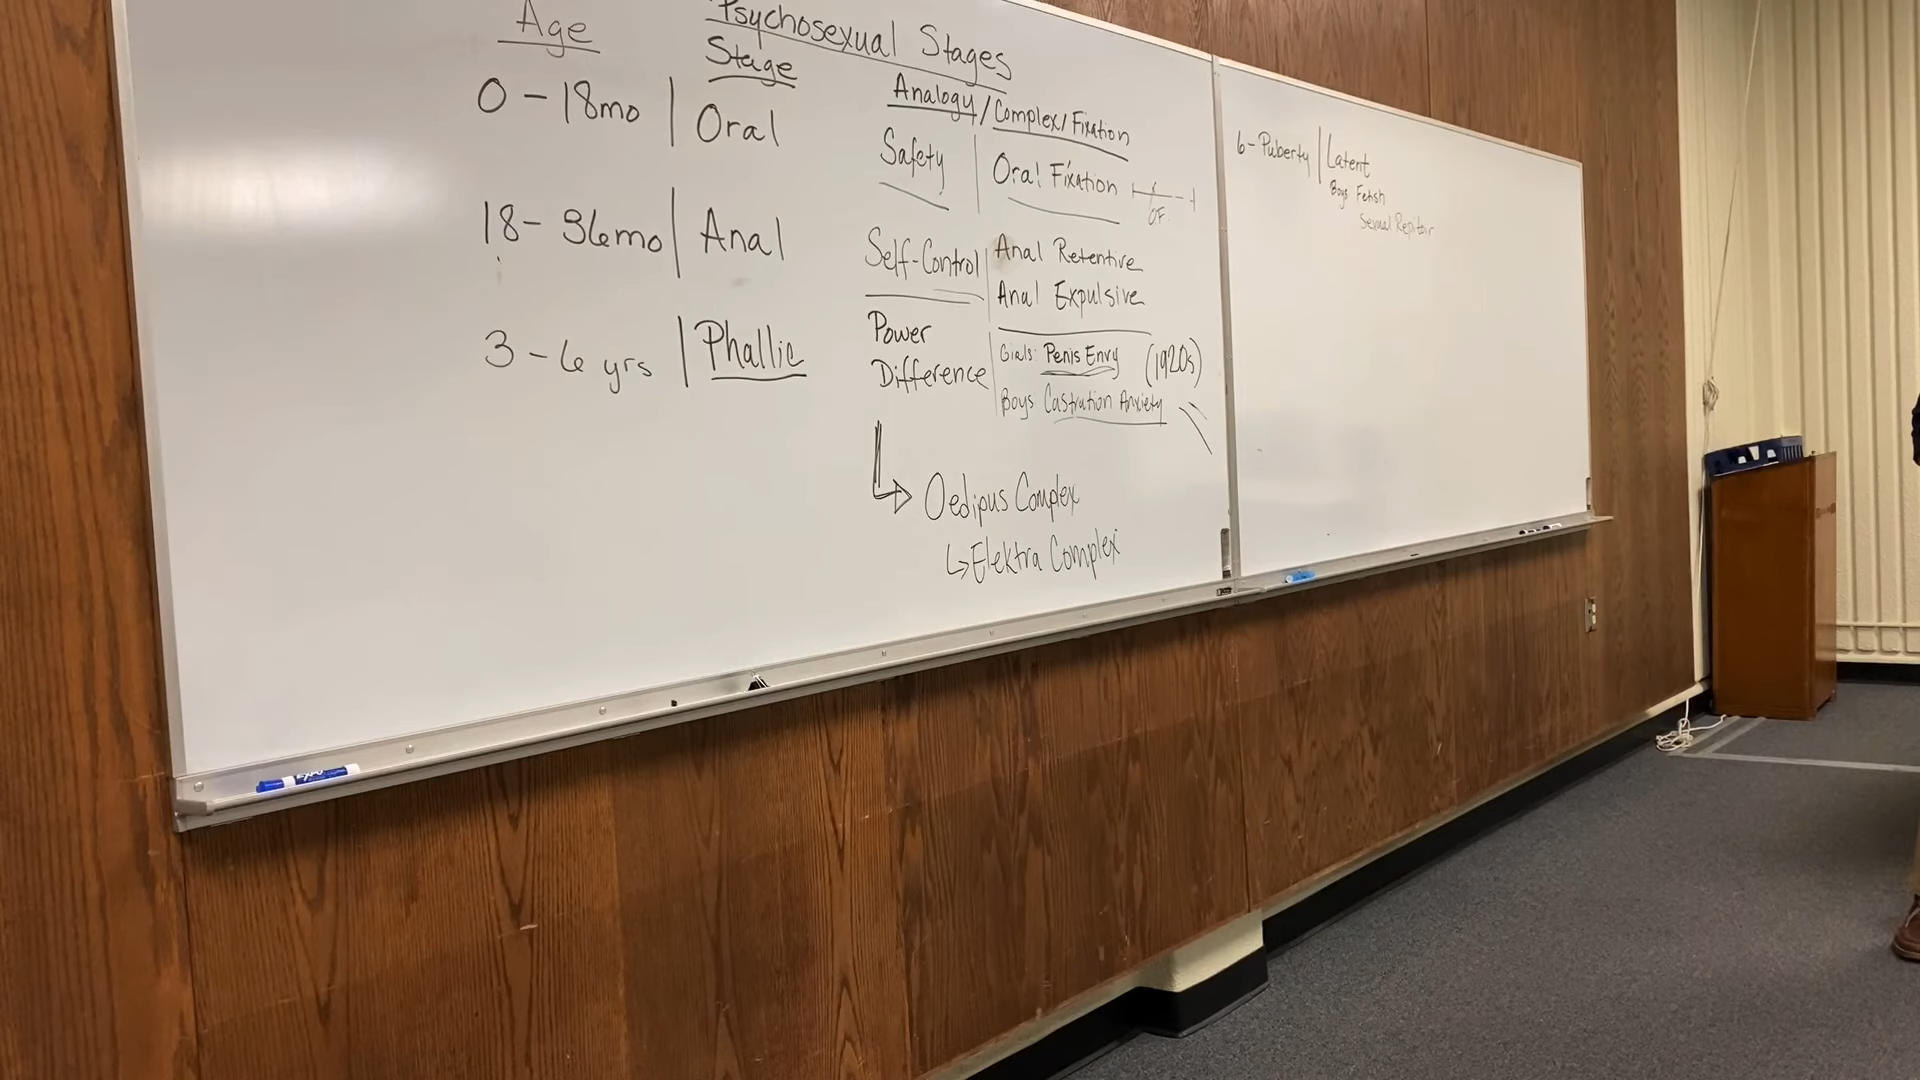 Psychosexual Stages
Age
Stage
Analogy/Complex/Fixation
0-18mo | Oral
Safety | Oral Fixation
O.F.
18-36mo | Anal
Self-Control | Anal Retentive
Anal Expulsive
3-6 yrs | Phallic
Power
Difference
Girls: Penis Envy (1920s)
Boys Castration Anxiety
Oedipus Complex
Elektra Complex
6-Puberty | Latent
Boys Fetish
Sexual
EXPO